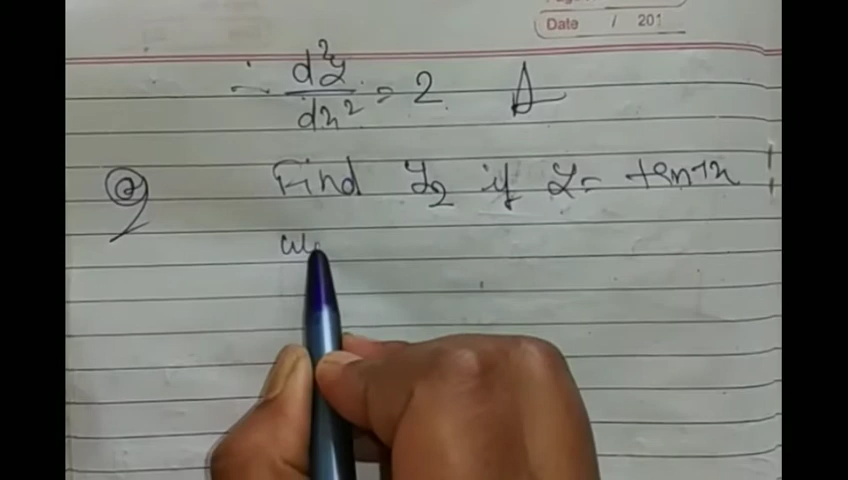 Date / 201
∴ d²y/dx² = 2
Q Find y₂ if y = tan⁻¹x